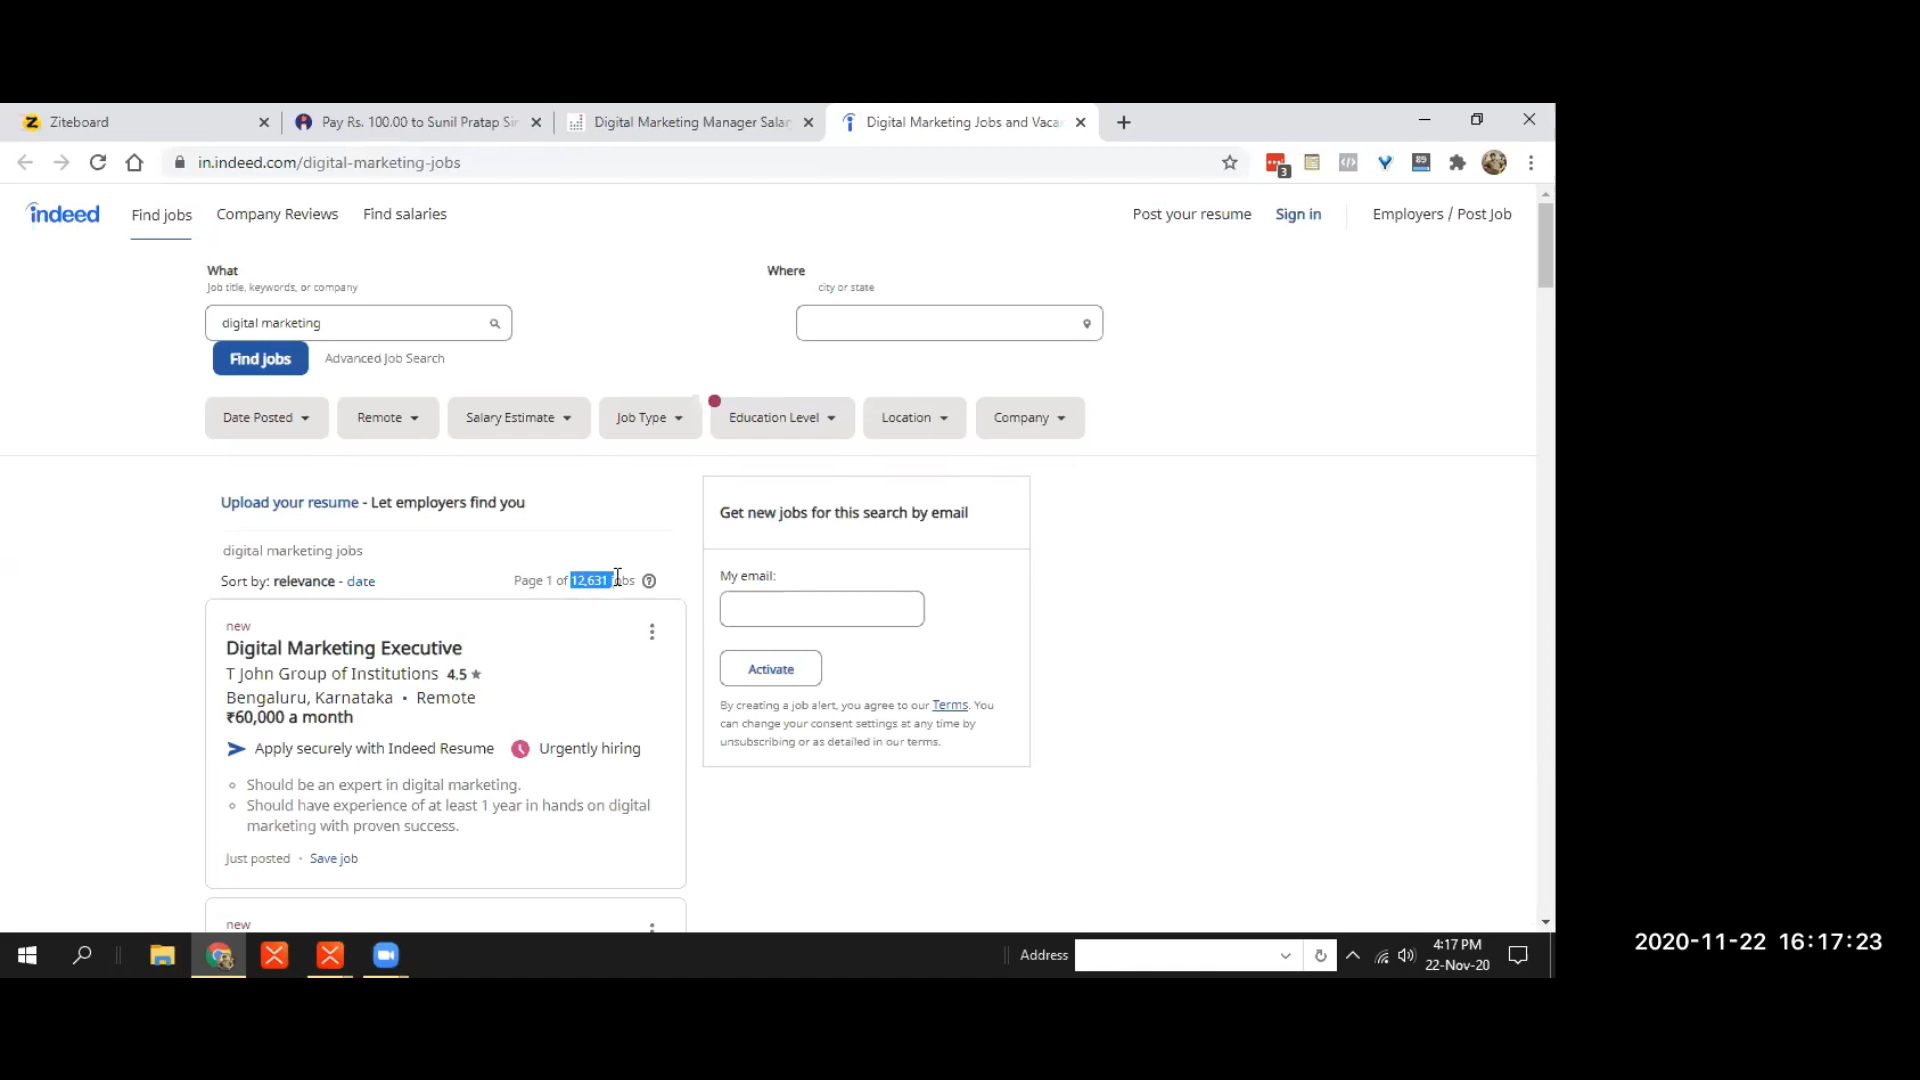 Ziteboard
Pay Rs. 100.00 to Sunil Pratap Sir
Digital Marketing Manager Salar
Digital Marketing Jobs and Vaca
in.indeed.com/digital-marketing-jobs
3
89
indeed
Find jobs
Company Reviews
Find salaries
Post your resume
Sign in
Employers / Post Job
What
Job title, keywords, or company
Where
city or state
digital marketing
Find jobs
Advanced Job Search
Date Posted
Remote
Salary Estimate
Job Type
Education Level
Location
Company
Upload your resume - Let employers find you
digital marketing jobs
Sort by: relevance - date
Page 1 of 12,631 jobs
new
Digital Marketing Executive
T John Group of Institutions 4.5 ★
Bengaluru, Karnataka • Remote
₹60,000 a month
Apply securely with Indeed Resume
Urgently hiring
Should be an expert in digital marketing.
Should have experience of at least 1 year in hands on digital
marketing with proven success.
Just posted · Save job
new
Get new jobs for this search by email
My email:
Activate
By creating a job alert, you agree to our Terms. You
can change your consent settings at any time by
unsubscribing or as detailed in our terms.
Address
4:17 PM
22-Nov-20
2020-11-22 16:17:23